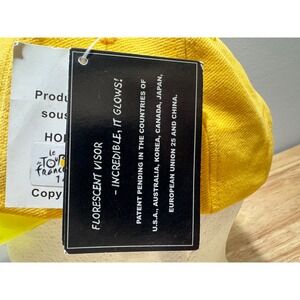 Produ
sous
HO
le
TOUR
France
Copy
FLORESCENT VISOR
- INCREDIBLE, IT GLOWS!
PATENT PENDING IN THE COUNTRIES OF
U.S.A., AUSTRALIA, KOREA, CANADA, JAPAN,
EUROPEAN UNION 25 AND CHINA.